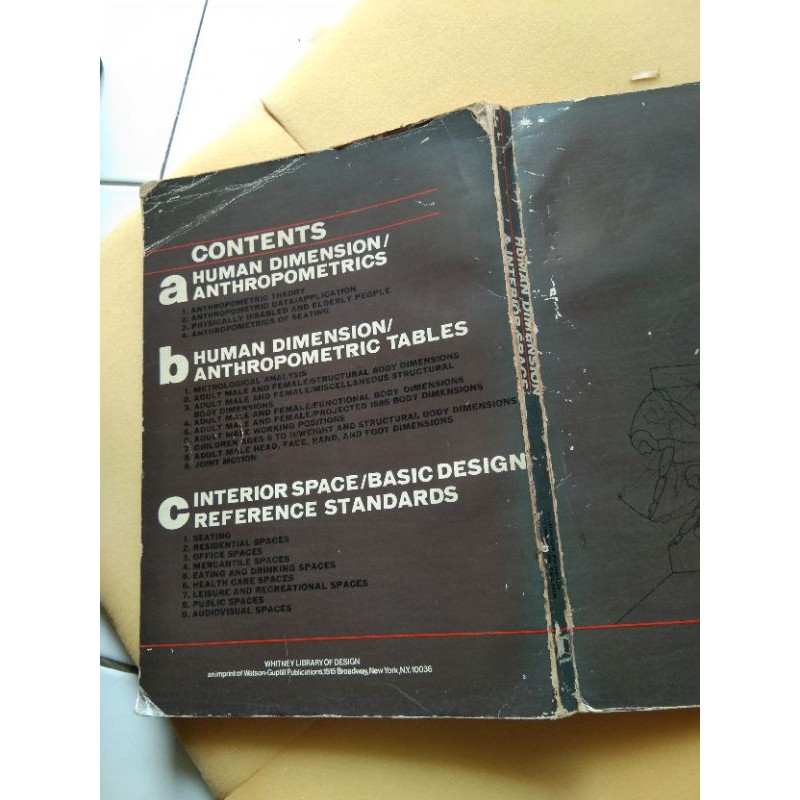 CONTENTS
a HUMAN DIMENSION/
ANTHROPOMETRICS
1. ANTHROPOMETRIC THEORY
2. ANTHROPOMETRIC DATA/APPLICATION
3. PHYSICALLY DISABLED AND ELDERLY PEOPLE
4. ANTHROPOMETRICS OF SEATING
b HUMAN DIMENSION/
ANTHROPOMETRIC TABLES
1. METROLOGICAL ANALYSIS
2. ADULT MALE AND FEMALE/STRUCTURAL BODY DIMENSIONS
3. ADULT MALE AND FEMALE/MISCELLANEOUS STRUCTURAL
BODY DIMENSIONS
4. ADULT MALE AND FEMALE/FUNCTIONAL BODY DIMENSIONS
5. ADULT MALE AND FEMALE/PROJECTED 1985 BODY DIMENSIONS
6. ADULT MALE WORKING POSITIONS
7. CHILDREN AGES 6 TO 11/WEIGHT AND STRUCTURAL BODY DIMENSIONS
8. ADULT MALE HEAD, FACE, HAND, AND FOOT DIMENSIONS
9. JOINT MOTION
c INTERIOR SPACE/BASIC DESIGN
REFERENCE STANDARDS
1. SEATING
2. RESIDENTIAL SPACES
3. OFFICE SPACES
4. MERCANTILE SPACES
5. EATING AND DRINKING SPACES
6. HEALTH CARE SPACES
7. LEISURE AND RECREATIONAL SPACES
8. PUBLIC SPACES
9. AUDIOVISUAL SPACES
WHITNEY LIBRARY OF DESIGN
an imprint of Watson-Guptill Publications, 1515 Broadway, New York, N.Y. 10036
HUMAN DIMENSION
& INTERIOR SPACE